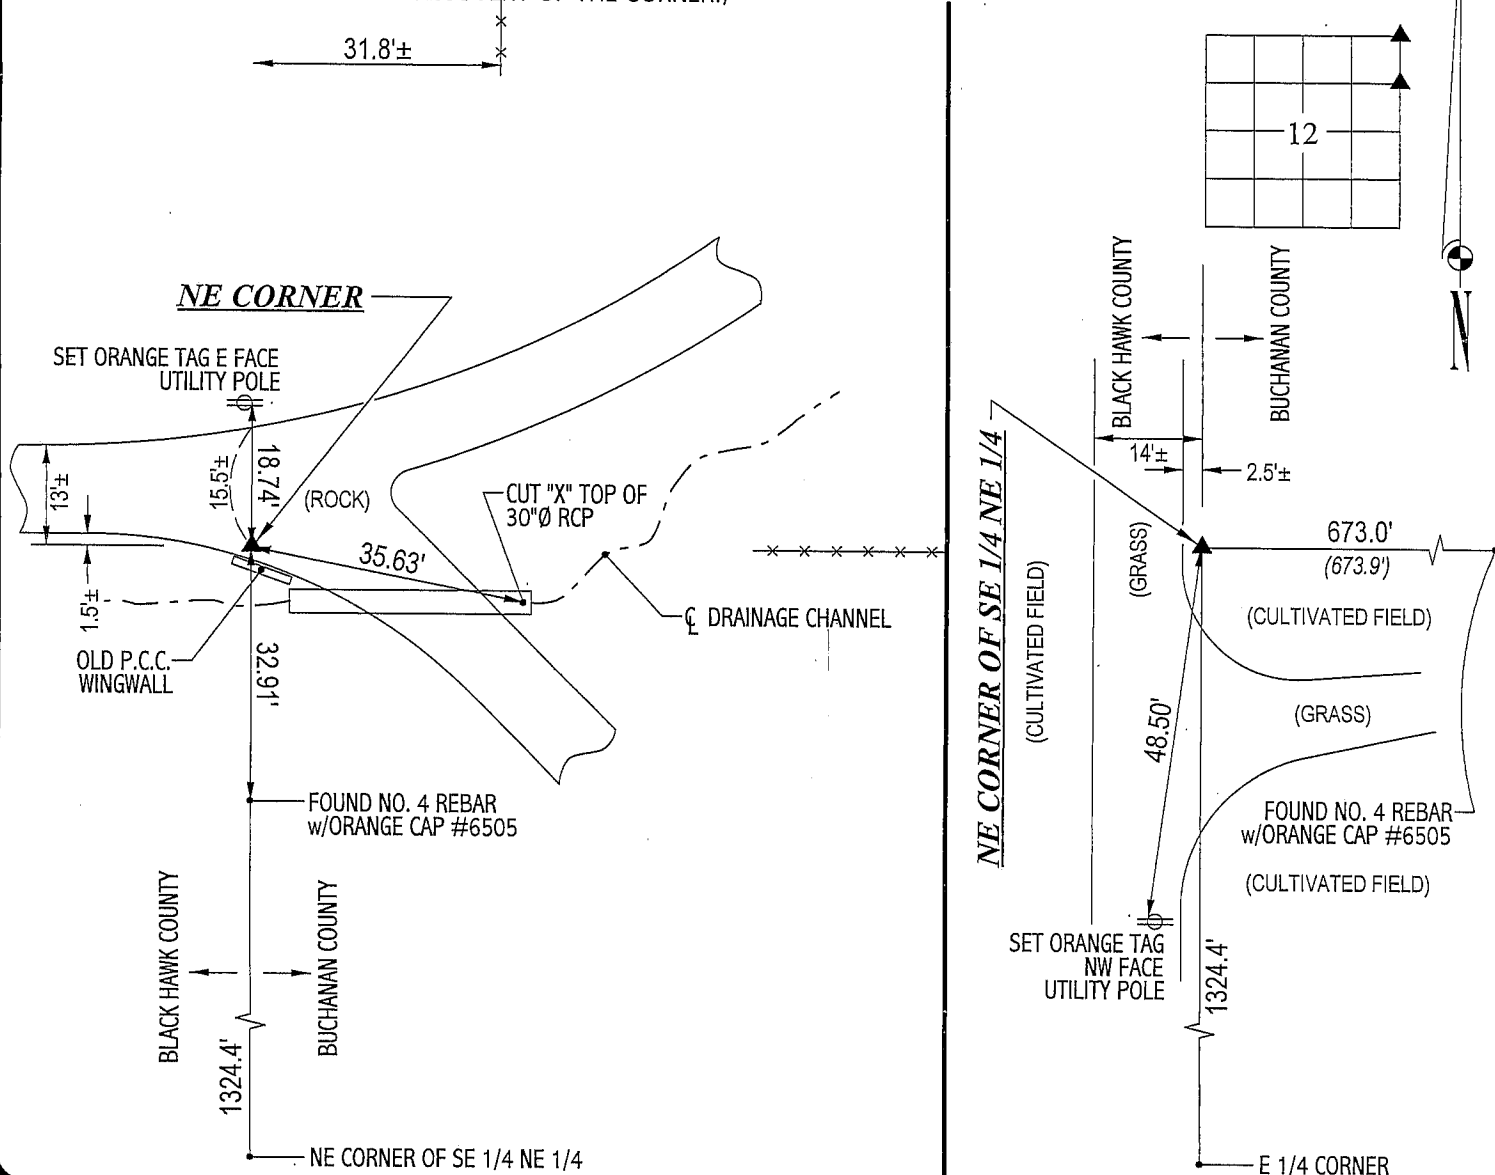 31.8'±
NE CORNER
SET ORANGE TAG E FACE
UTILITY POLE
13'±
15.5'±
18.74'
(ROCK)
CUT "X" TOP OF
30"Ø RCP
35.63'
1.5'±
℄ DRAINAGE CHANNEL
OLD P.C.C.
WINGWALL
32.91'
FOUND NO. 4 REBAR
w/ORANGE CAP #6505
BLACK HAWK COUNTY
BUCHANAN COUNTY
1324.4'
NE CORNER OF SE 1/4 NE 1/4
12
N
BLACK HAWK COUNTY
BUCHANAN COUNTY
14'±
2.5'±
NE CORNER OF SE 1/4 NE 1/4
(CULTIVATED FIELD)
(GRASS)
673.0'
(673.9')
(CULTIVATED FIELD)
(GRASS)
48.50'
FOUND NO. 4 REBAR
w/ORANGE CAP #6505
(CULTIVATED FIELD)
SET ORANGE TAG
NW FACE
UTILITY POLE
1324.4'
E 1/4 CORNER